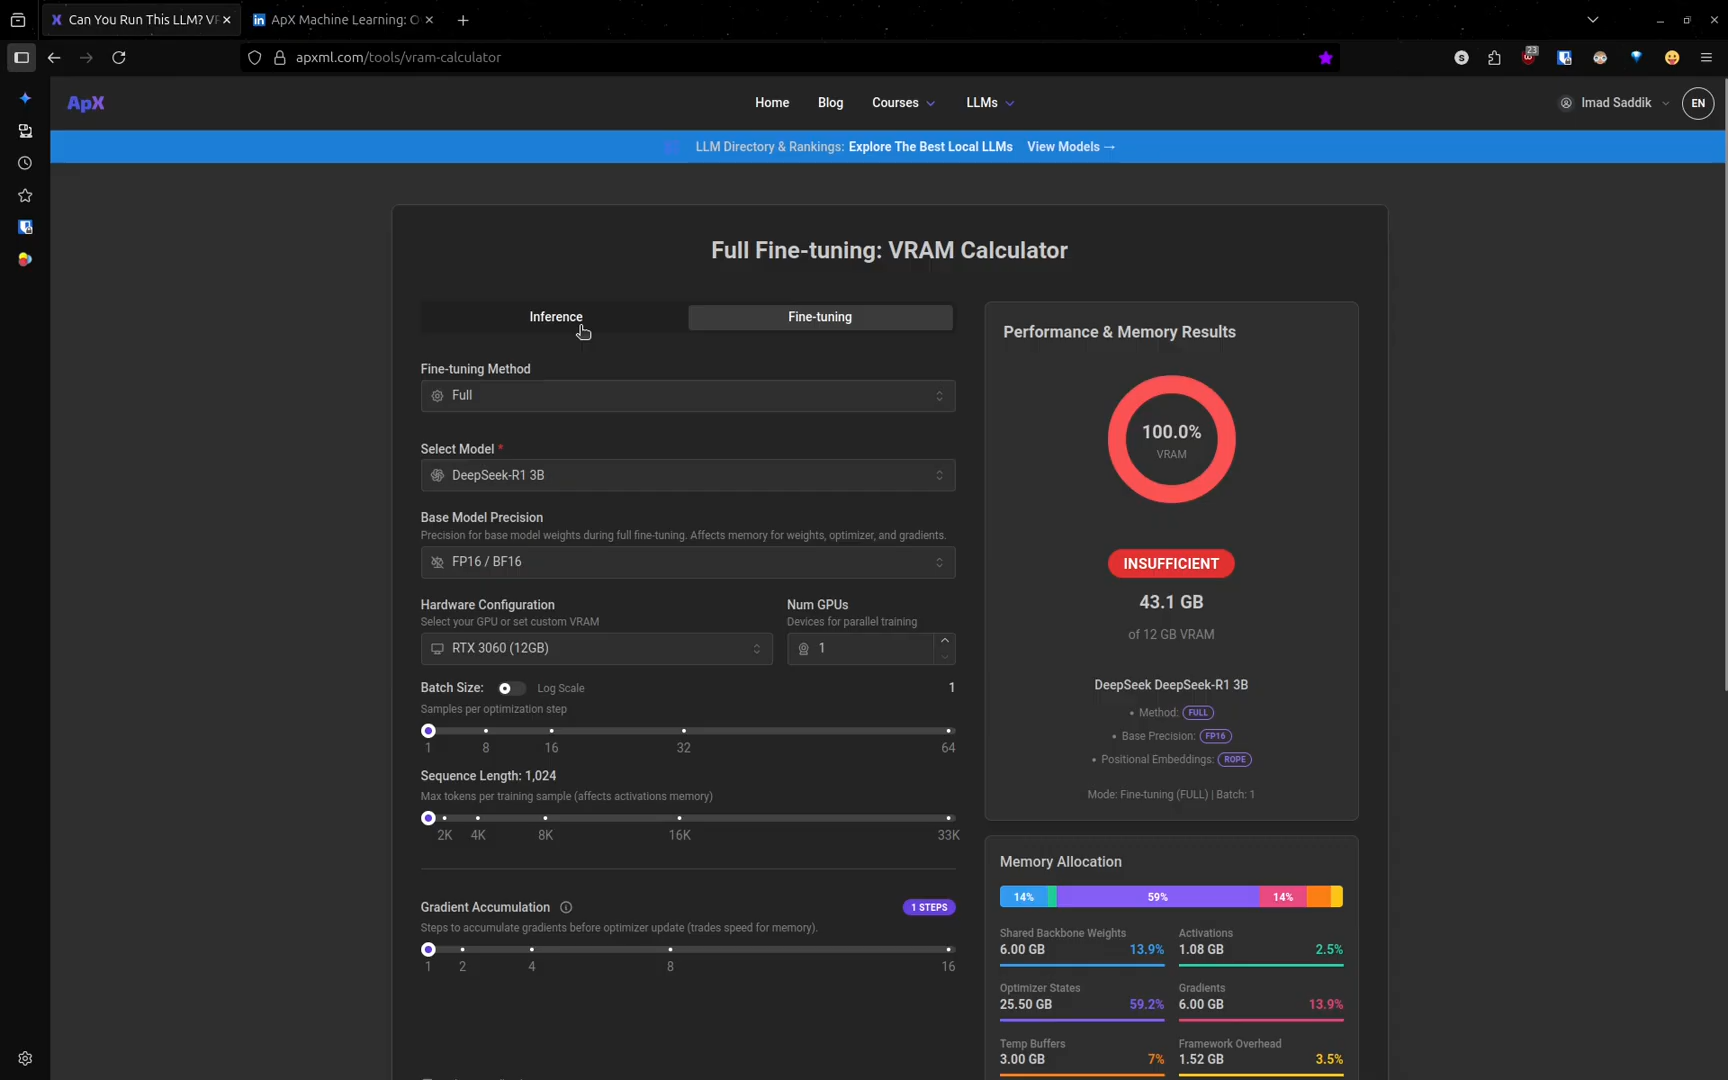 Can You Run This LLM? VF
ApX Machine Learning: O
apxml.com/tools/vram-calculator
S
23
ApX
Home
Blog
Courses
LLMs
Imad Saddik
EN
LLM Directory & Rankings: Explore The Best Local LLMs View Models →
Full Fine-tuning: VRAM Calculator
Inference
Fine-tuning
Fine-tuning Method
Full
Select Model *
DeepSeek-R1 3B
Base Model Precision
Precision for base model weights during full fine-tuning. Affects memory for weights, optimizer, and gradients.
FP16 / BF16
Hardware Configuration
Select your GPU or set custom VRAM
RTX 3060 (12GB)
Num GPUs
Devices for parallel training
1
Batch Size:
Log Scale
1
Samples per optimization step
1 8 16 32 64
Sequence Length: 1,024
Max tokens per training sample (affects activations memory)
2K 4K 8K 16K 33K
Gradient Accumulation
1 STEPS
Steps to accumulate gradients before optimizer update (trades speed for memory).
1 2 4 8 16
Performance & Memory Results
100.0%
VRAM
INSUFFICIENT
43.1 GB
of 12 GB VRAM
DeepSeek DeepSeek-R1 3B
• Method: FULL
• Base Precision: FP16
• Positional Embeddings: ROPE
Mode: Fine-tuning (FULL) | Batch: 1
Memory Allocation
14% 59% 14%
Shared Backbone Weights
6.00 GB 13.9%
Activations
1.08 GB 2.5%
Optimizer States
25.50 GB 59.2%
Gradients
6.00 GB 13.9%
Temp Buffers
3.00 GB 7%
Framework Overhead
1.52 GB 3.5%